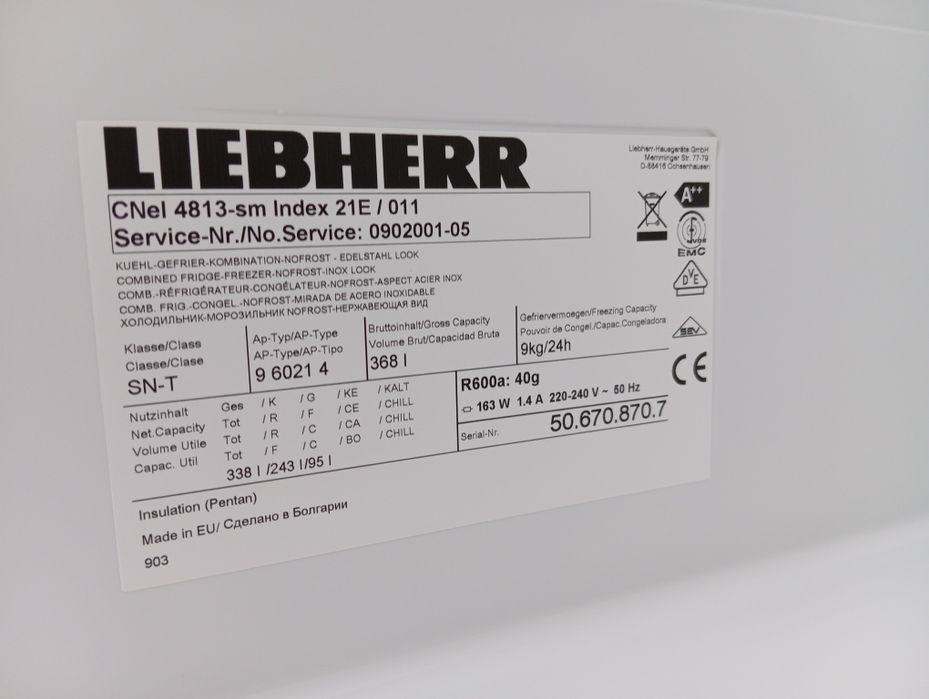 LIEBHERR
Liebherr-Hausgeräte GmbH
Memminger Str. 77-79
D-88416 Ochsenhausen
CNel 4813-sm Index 21E / 011
Service-Nr./No.Service: 0902001-05
A++
VDE
EMC
KUEHL-GEFRIER-KOMBINATION-NOFROST - EDELSTAHL LOOK
COMBINED FRIDGE-FREEZER-NOFROST-INOX LOOK
COMB.-RÉFRIGÉRATEUR-CONGÉLATEUR-NOFROST-ASPECT ACIER INOX
COMB. FRIG.-CONGEL.-NOFROST-MIRADA DE ACERO INOXIDABLE
ХОЛОДИЛЬНИК-МОРОЗИЛЬНИК NOFROST-НЕРЖАВЕЮЩАЯ ВИД
VDE
Klasse/Class
Classe/Clase
SN-T
Ap-Typ/AP-Type
AP-Type/AP-Tipo
9 6021 4
Bruttoinhalt/Gross Capacity
Volume Brut/Capacidad Bruta
368 l
Gefriervermoegen/Freezing Capacity
Pouvoir de Congel./Capac.Congeladora
9kg/24h
SEV
CE
Nutzinhalt Ges / K / G / KE / KALT
Net.Capacity Tot / R / F / CE / CHILL
Volume Utile Tot / R / C / CA / CHILL
Capac. Util Tot / F / C / BO / CHILL
338 l /243 l/95 l
R600a: 40g
163 W 1.4 A 220-240 V ~ 50 Hz
Serial-Nr. 50.670.870.7
Insulation (Pentan)
Made in EU/ Сделано в Болгарии
903